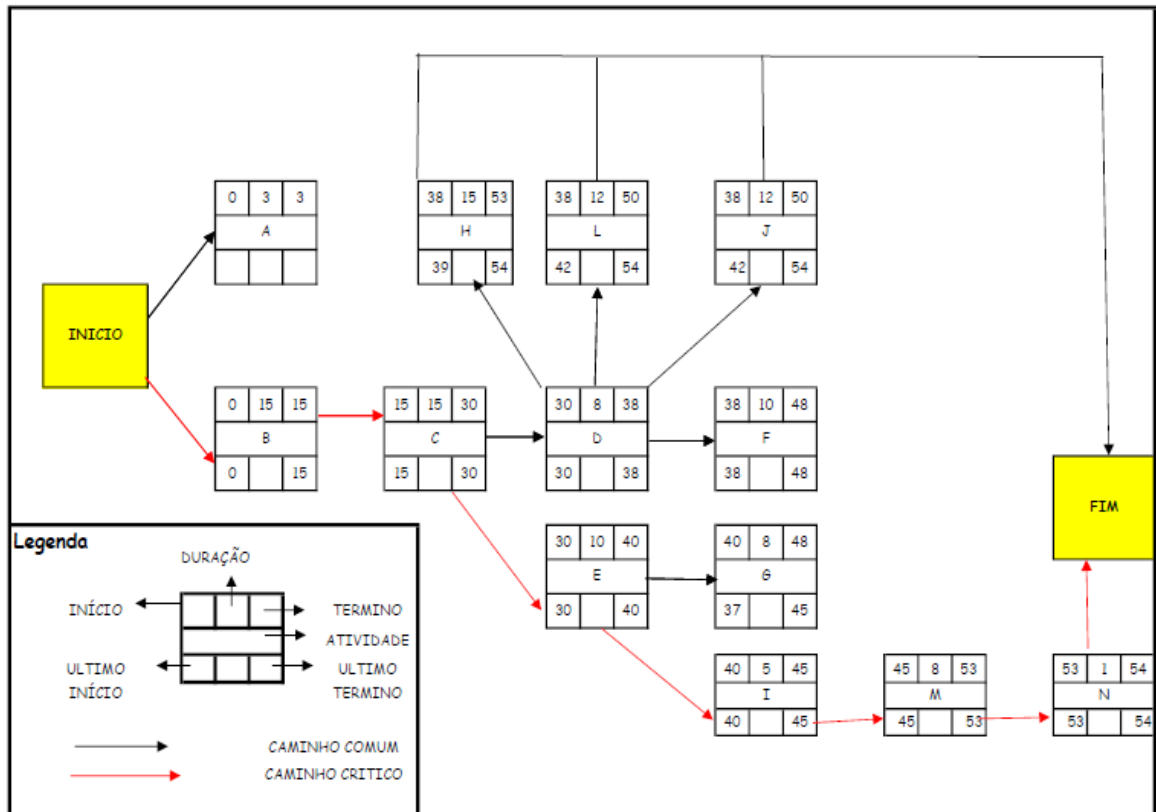 0 3 3
A
38 15 53
H
39 54
38 12 50
L
42 54
38 12 50
J
42 54
INICIO
0 15 15
B
0 15
15 15 30
C
15 30
30 8 38
D
30 38
38 10 48
F
38 48
FIM
30 10 40
E
30 40
40 8 48
G
37 45
40 5 45
I
40 45
45 8 53
M
45 53
53 1 54
N
53 54
Legenda
DURAÇÃO
INÍCIO
TERMINO
ATIVIDADE
ULTIMO
INÍCIO
ULTIMO
TERMINO
CAMINHO COMUM
CAMINHO CRITICO